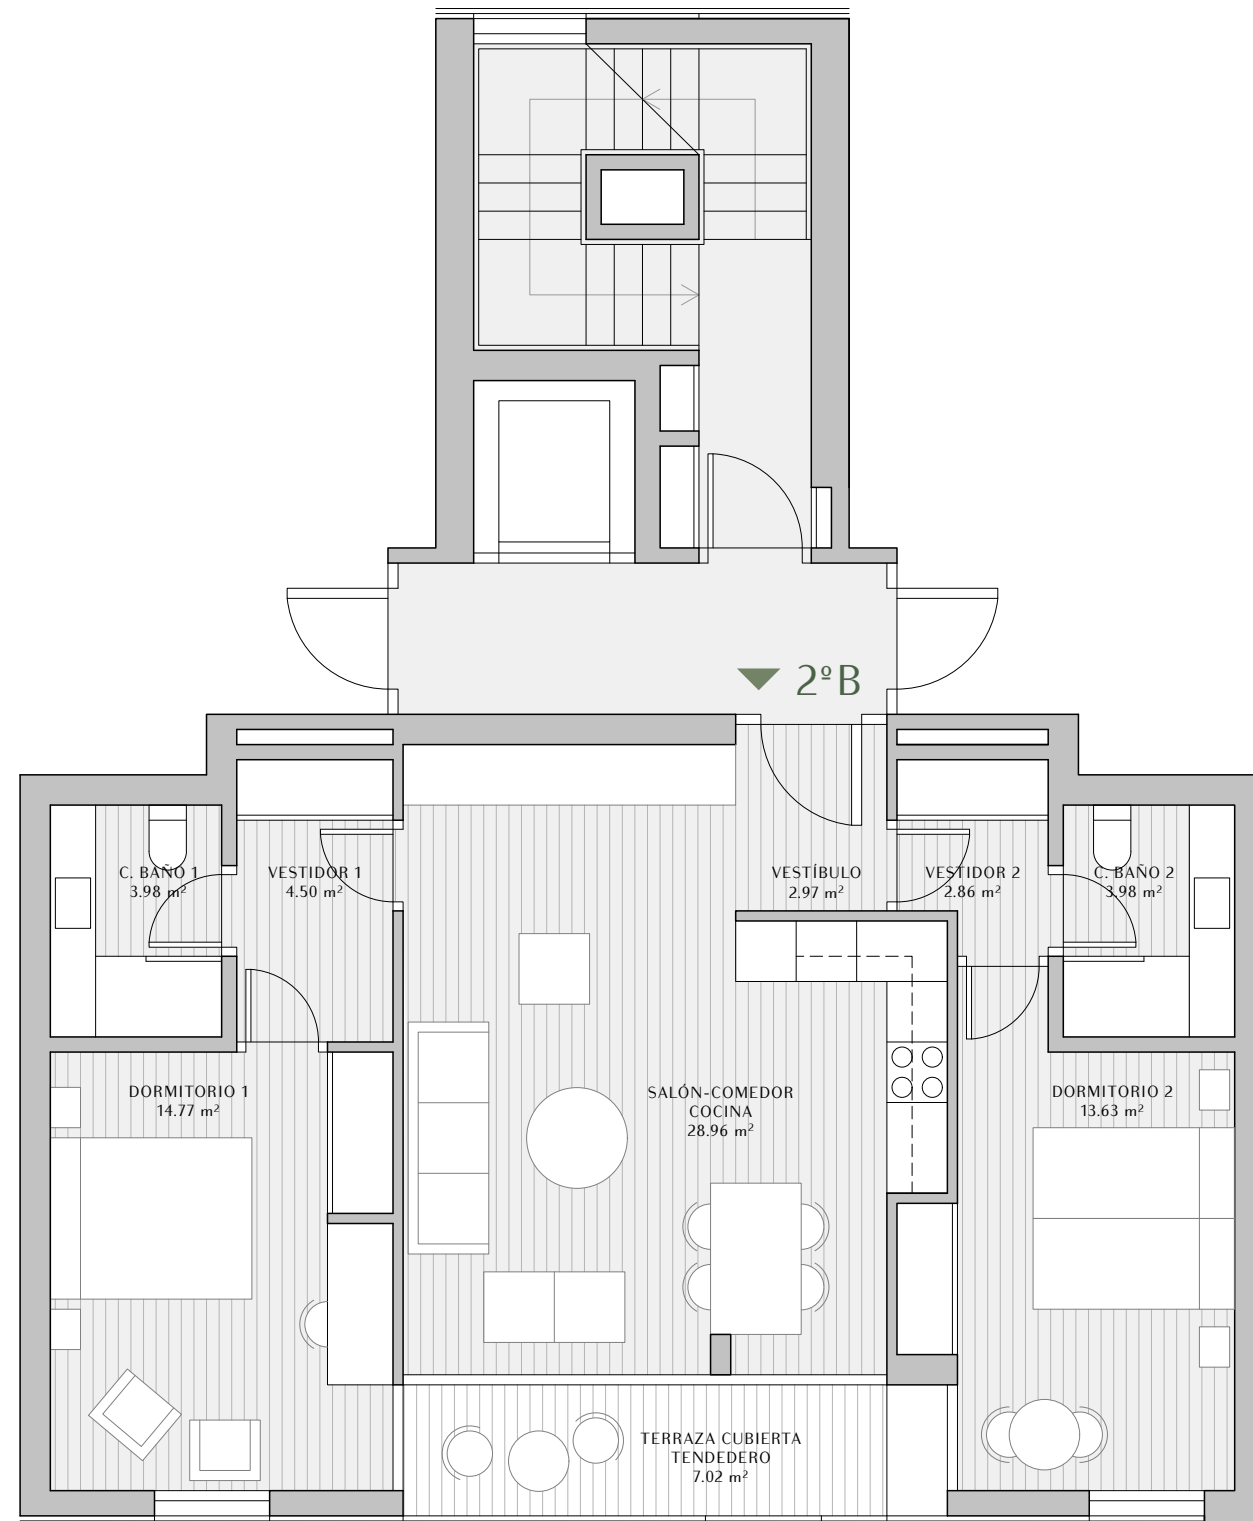 2ºB
C. BAÑO 1
3.98 m²
VESTIDOR 1
4.50 m²
VESTÍBULO
2.97 m²
VESTIDOR 2
2.86 m²
C. BAÑO 2
3.98 m²
DORMITORIO 1
14.77 m²
SALÓN-COMEDOR
COCINA
28.96 m²
DORMITORIO 2
13.63 m²
TERRAZA CUBIERTA
TENDEDERO
7.02 m²